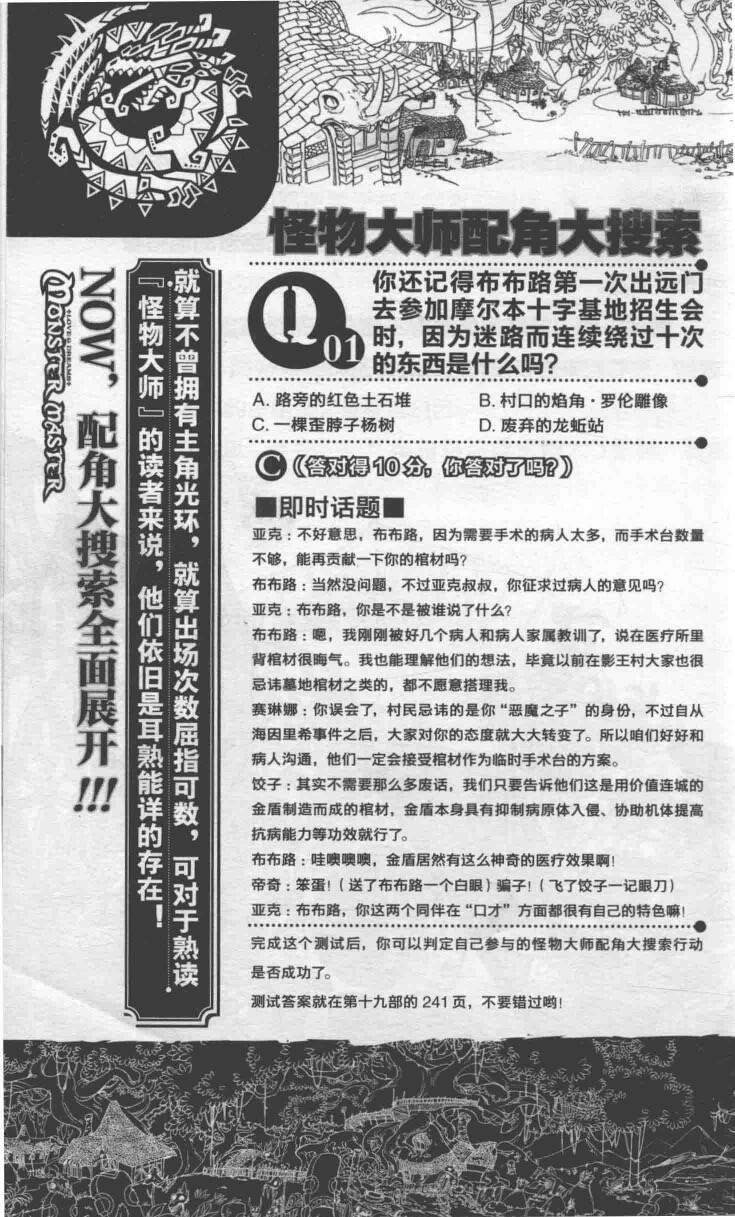 怪物大师配角大搜索
Q01
你还记得布布路第一次出远门
去参加摩尔本十字基地招生会
时，因为迷路而连续绕过十次
的东西是什么吗？
A. 路旁的红色土石堆 B. 村口的焰角·罗伦雕像
C. 一棵歪脖子杨树 D. 废弃的龙蚯站
C（答对得10分，你答对了吗？）
■即时话题■
亚克：不好意思，布布路，因为需要手术的病人太多，而手术台数量
不够，能再贡献一下你的棺材吗？
布布路：当然没问题，不过亚克叔叔，你征求过病人的意见吗？
亚克：布布路，你是不是被谁说了什么？
布布路：嗯，我刚刚被好几个病人和病人家属教训了，说在医疗所里
背棺材很晦气。我也能理解他们的想法，毕竟以前在影王村大家也很
忌讳墓地棺材之类的，都不愿意搭理我。
赛琳娜：你误会了，村民忌讳的是你“恶魔之子”的身份，不过自从
海因里希事件之后，大家对你的态度就大大转变了。所以咱们好好和
病人沟通，他们一定会接受棺材作为临时手术台的方案。
饺子：其实不需要那么多废话，我们只要告诉他们这是用价值连城的
金盾制造而成的棺材，金盾本身具有抑制病原体入侵、协助机体提高
抗病能力等功效就行了。
布布路：哇噢噢噢，金盾居然有这么神奇的医疗效果啊！
帝奇：笨蛋！（送了布布路一个白眼）骗子！（飞了饺子一记眼刀）
亚克：布布路，你这两个同伴在“口才”方面都很有自己的特色嘛！
完成这个测试后，你可以判定自己参与的怪物大师配角大搜索行动
是否成功了。
测试答案就在第十九部的241页，不要错过哟！
就算不曾拥有主角光环，就算出场次数屈指可数，可对于熟读
『怪物大师』的读者来说，他们依旧是耳熟能详的存在！
NOW，配角大搜索全面展开!!!
LOVE & DREAMS
MONSTER MASTER